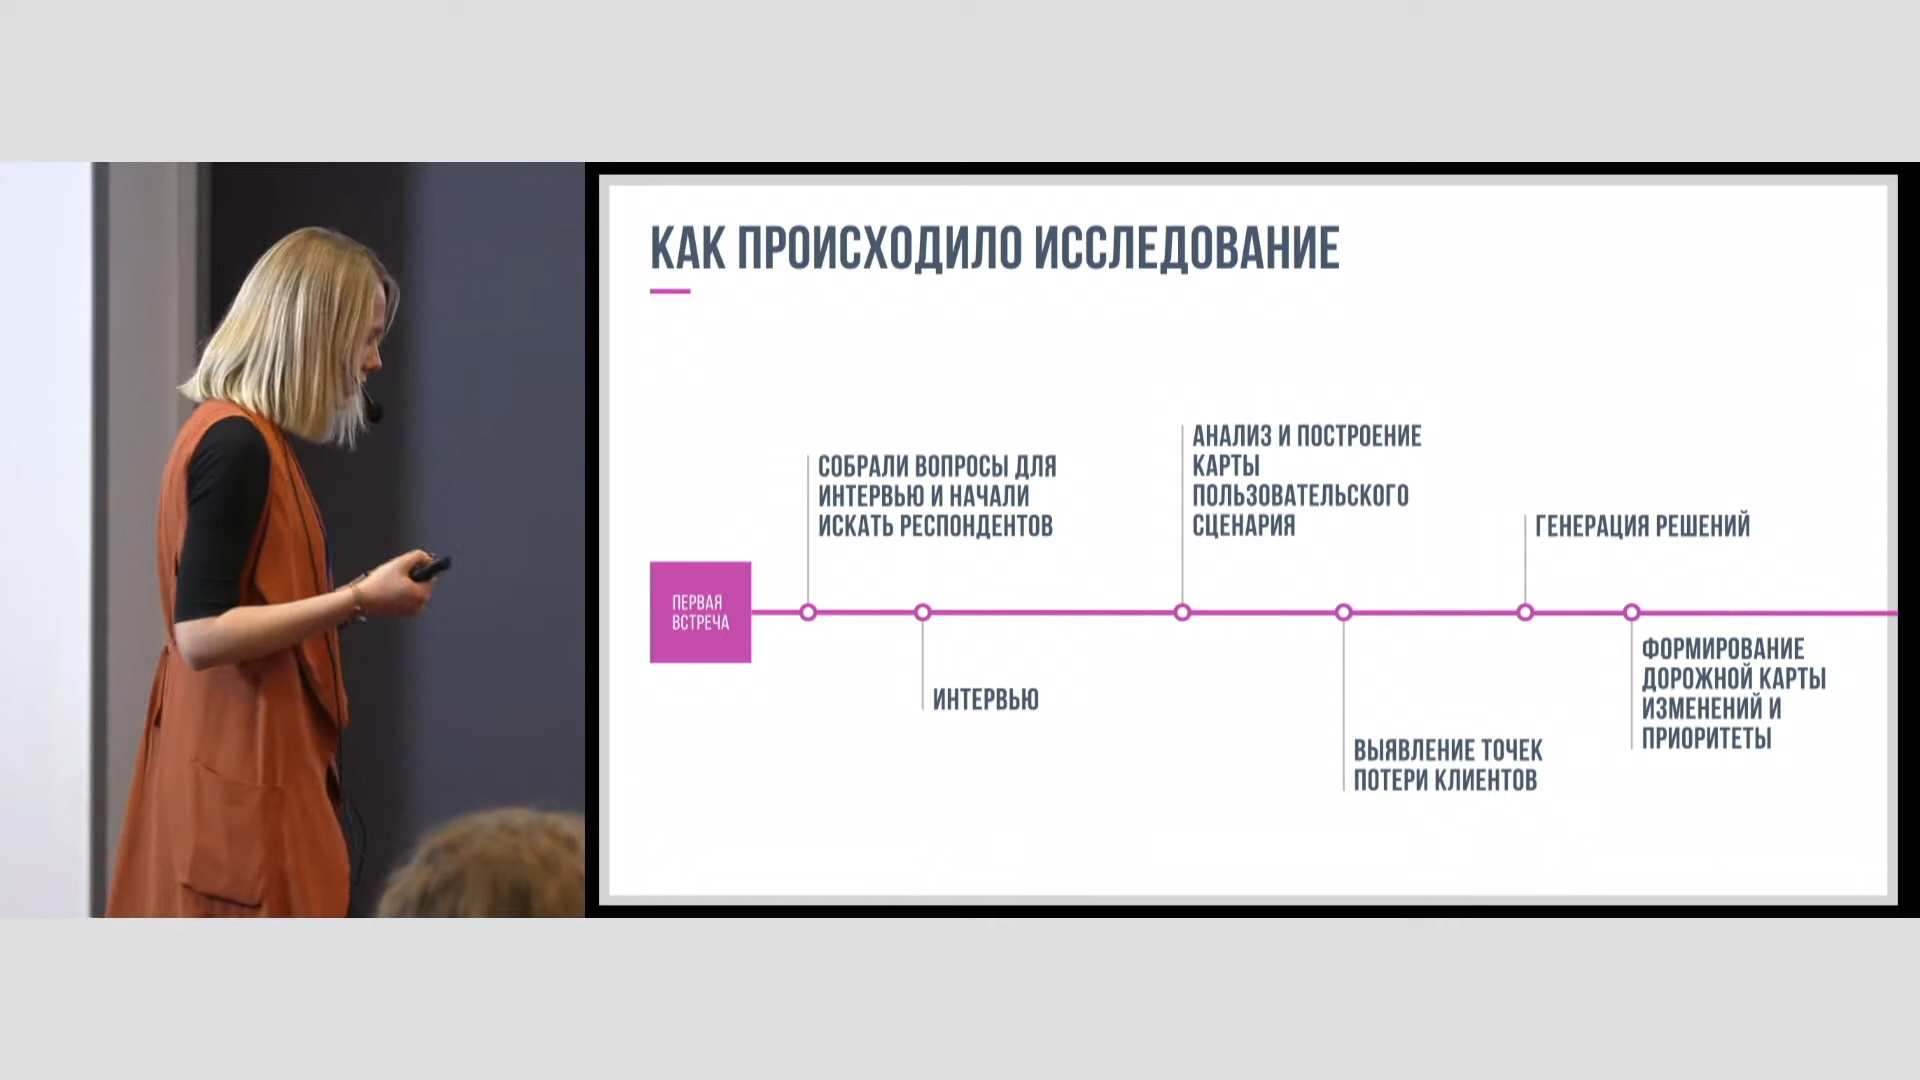 КАК ПРОИСХОДИЛО ИССЛЕДОВАНИЕ
ПЕРВАЯ
ВСТРЕЧА
СОБРАЛИ ВОПРОСЫ ДЛЯ
ИНТЕРВЬЮ И НАЧАЛИ
ИСКАТЬ РЕСПОНДЕНТОВ
ИНТЕРВЬЮ
АНАЛИЗ И ПОСТРОЕНИЕ
КАРТЫ
ПОЛЬЗОВАТЕЛЬСКОГО
СЦЕНАРИЯ
ВЫЯВЛЕНИЕ ТОЧЕК
ПОТЕРИ КЛИЕНТОВ
ГЕНЕРАЦИЯ РЕШЕНИЙ
ФОРМИРОВАНИЕ
ДОРОЖНОЙ КАРТЫ
ИЗМЕНЕНИЙ И
ПРИОРИТЕТЫ